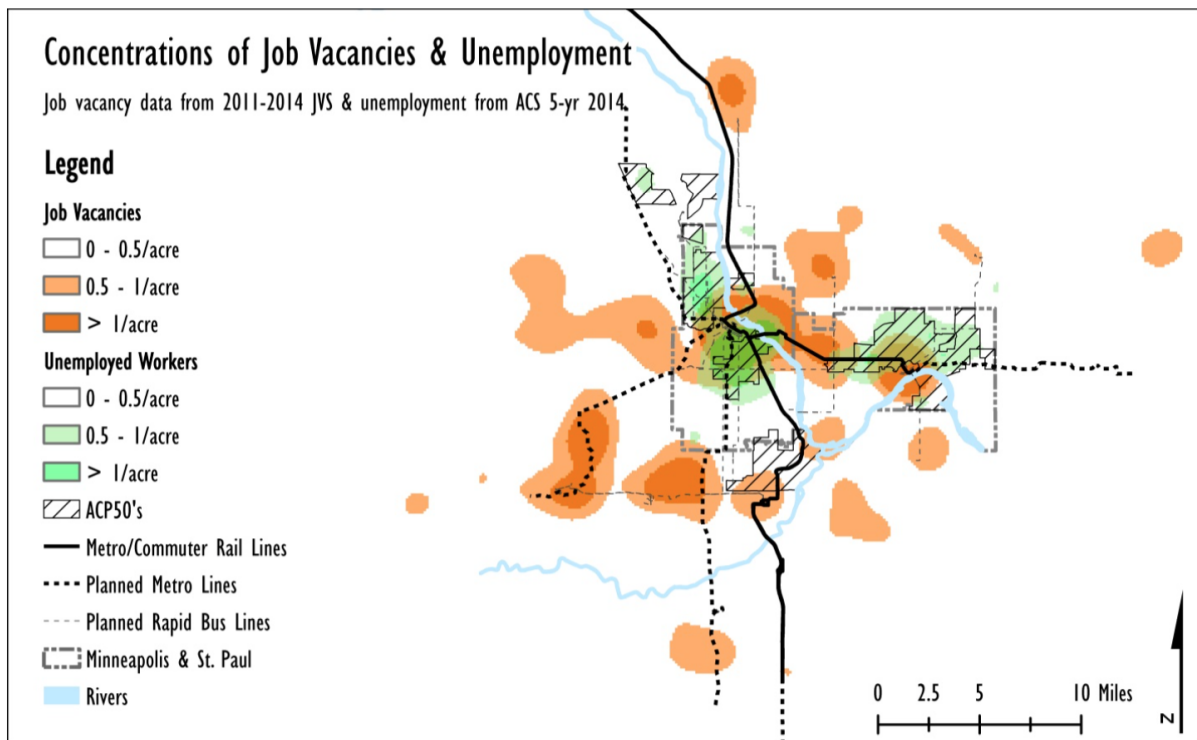 Concentrations of Job Vacancies & Unemployment
Job vacancy data from 2011-2014 JVS & unemployment from ACS 5-yr 2014
Legend
Job Vacancies
0 - 0.5/acre
0.5 - 1/acre
> 1/acre
Unemployed Workers
0 - 0.5/acre
0.5 - 1/acre
> 1/acre
ACP50's
Metro/Commuter Rail Lines
Planned Metro Lines
Planned Rapid Bus Lines
Minneapolis & St. Paul
Rivers
0 2.5 5 10 Miles
N